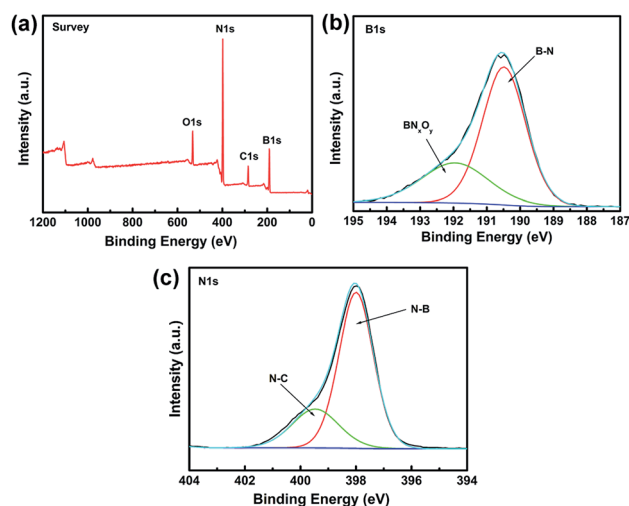 (a)
Survey
N1s
O1s
C1s
B1s
Intensity (a.u.)
1200 1000 800 600 400 200 0
Binding Energy (eV)
(b)
B1s
B-N
BNxOy
Intensity (a.u.)
195 194 193 192 191 190 189 188 187
Binding Energy (eV)
(c)
N1s
N-B
N-C
Intensity (a.u.)
404 402 400 398 396 394
Binding Energy (eV)